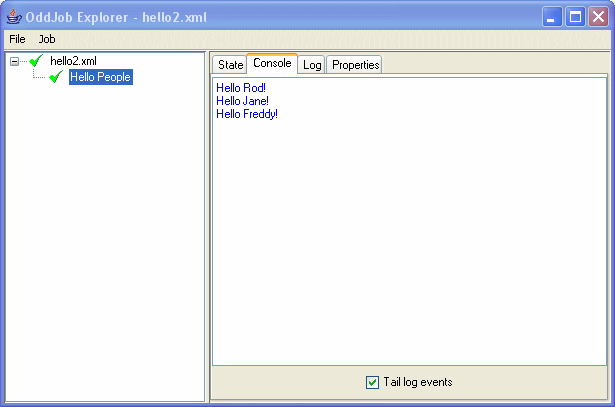 OddJob Explorer - hello2.xml
File Job
hello2.xml
Hello People
State Console Log Properties
Hello Rod!
Hello Jane!
Hello Freddy!
Tail log events